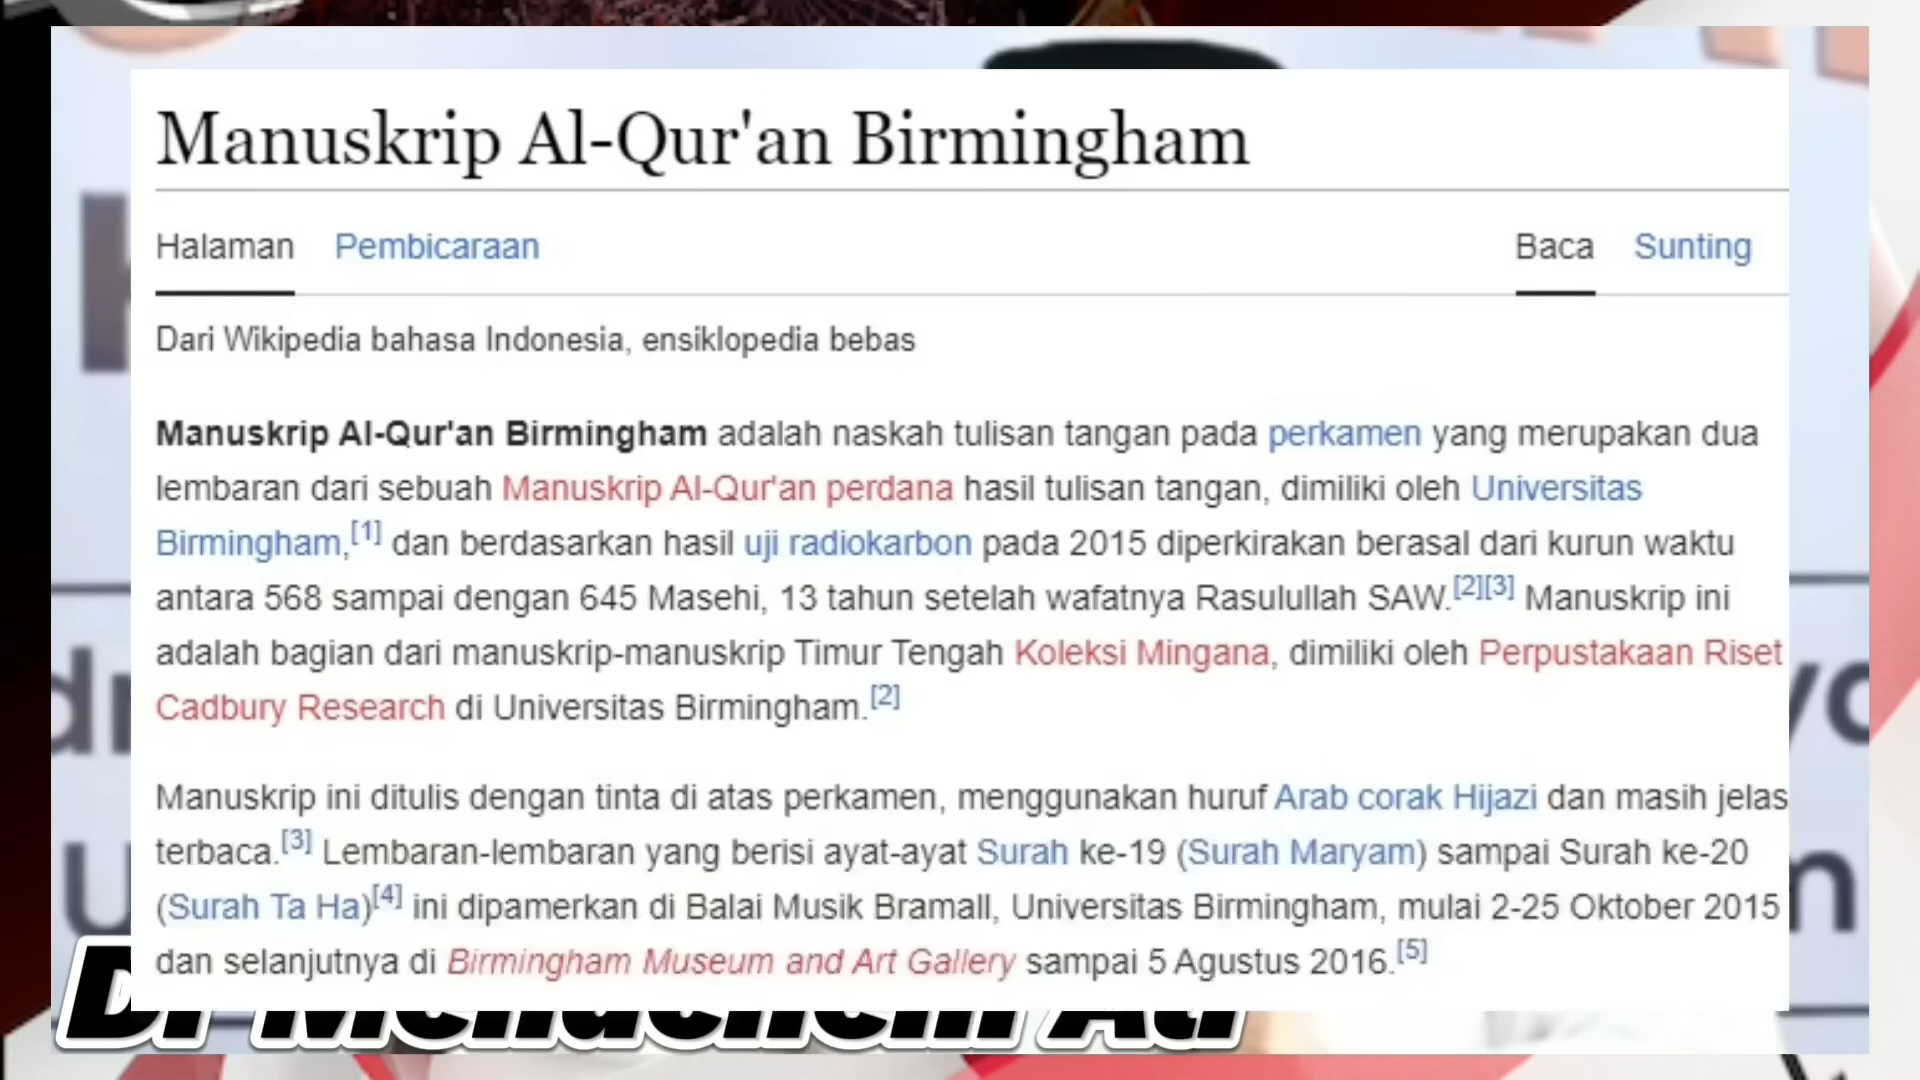 Manuskrip Al-Qur'an Birmingham
Halaman Pembicaraan Baca Sunting
Dari Wikipedia bahasa Indonesia, ensiklopedia bebas
Manuskrip Al-Qur'an Birmingham adalah naskah tulisan tangan pada perkamen yang merupakan dua
lembaran dari sebuah Manuskrip Al-Qur'an perdana hasil tulisan tangan, dimiliki oleh Universitas
Birmingham,[1] dan berdasarkan hasil uji radiokarbon pada 2015 diperkirakan berasal dari kurun waktu
antara 568 sampai dengan 645 Masehi, 13 tahun setelah wafatnya Rasulullah SAW.[2][3] Manuskrip ini
adalah bagian dari manuskrip-manuskrip Timur Tengah Koleksi Mingana, dimiliki oleh Perpustakaan Riset
Cadbury Research di Universitas Birmingham.[2]
Manuskrip ini ditulis dengan tinta di atas perkamen, menggunakan huruf Arab corak Hijazi dan masih jelas
terbaca.[3] Lembaran-lembaran yang berisi ayat-ayat Surah ke-19 (Surah Maryam) sampai Surah ke-20
(Surah Ta Ha)[4] ini dipamerkan di Balai Musik Bramall, Universitas Birmingham, mulai 2-25 Oktober 2015
dan selanjutnya di Birmingham Museum and Art Gallery sampai 5 Agustus 2016.[5]